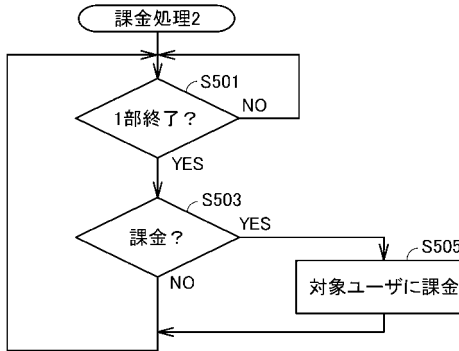 課金処理2
S501
1部終了？
NO
YES
S503
課金？
YES
NO
S505
対象ユーザに課金